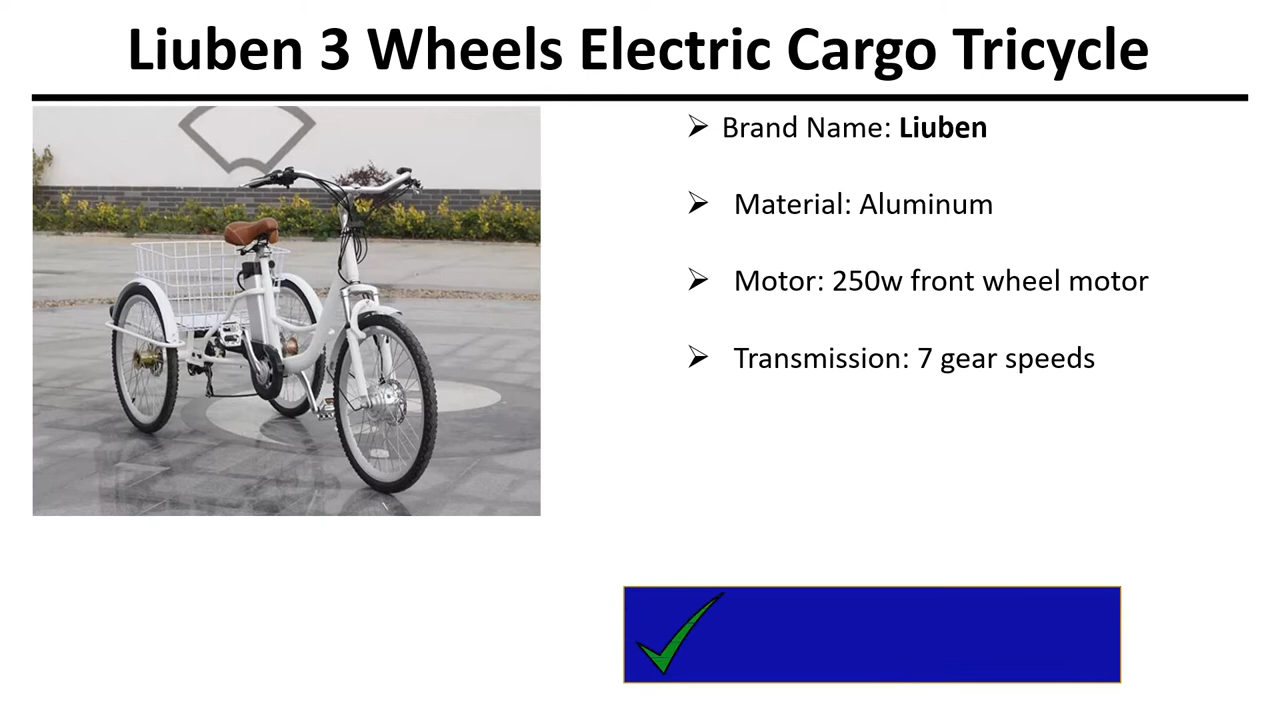 Liuben 3 Wheels Electric Cargo Tricycle
Brand Name: Liuben
Material: Aluminum
Motor: 250w front wheel motor
Transmission: 7 gear speeds